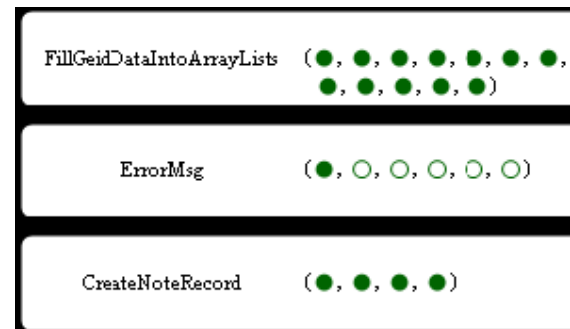 FillGeidDataIntoArrayLists (●, ●, ●, ●, ●, ●, ●,
●, ●, ●, ●, ●)
ErrorMsg (●, ○, ○, ○, ○, ○)
CreateNoteRecord (●, ●, ●, ●)